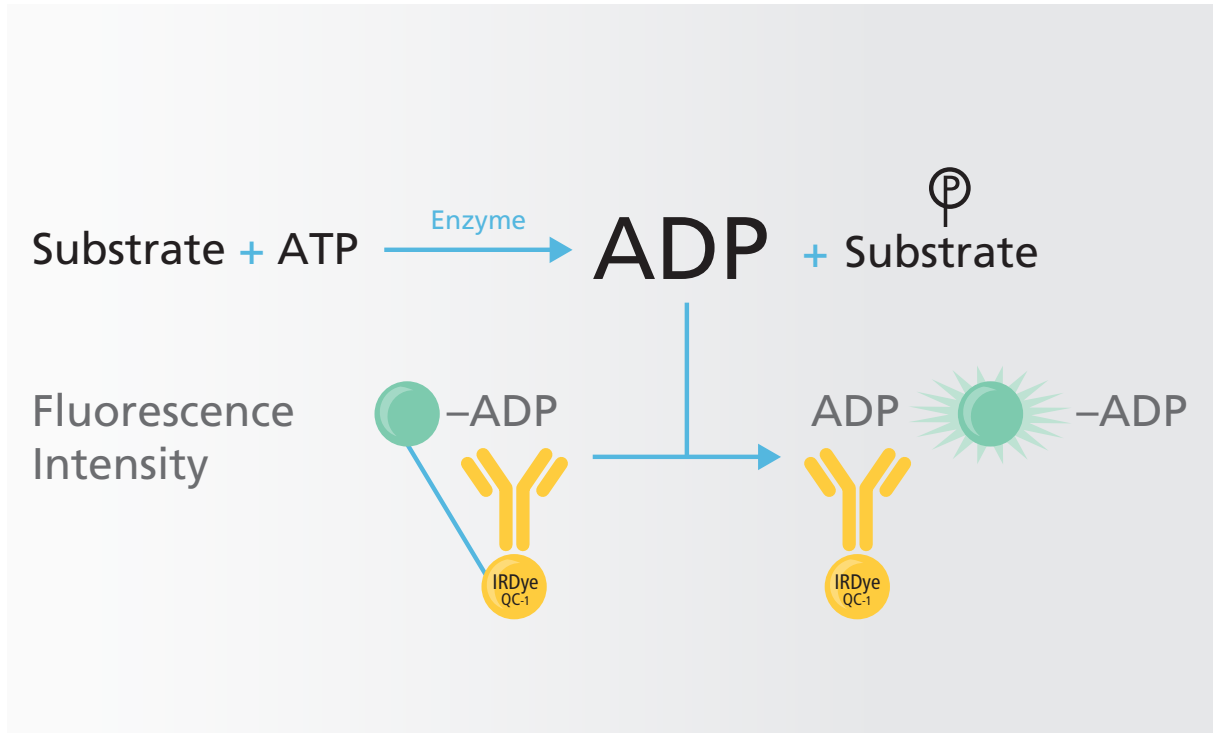 P
Enzyme
Substrate + ATP ADP + Substrate
Fluorescence
Intensity
–ADP
ADP –ADP
IRDye
QC-1
IRDye
QC-1